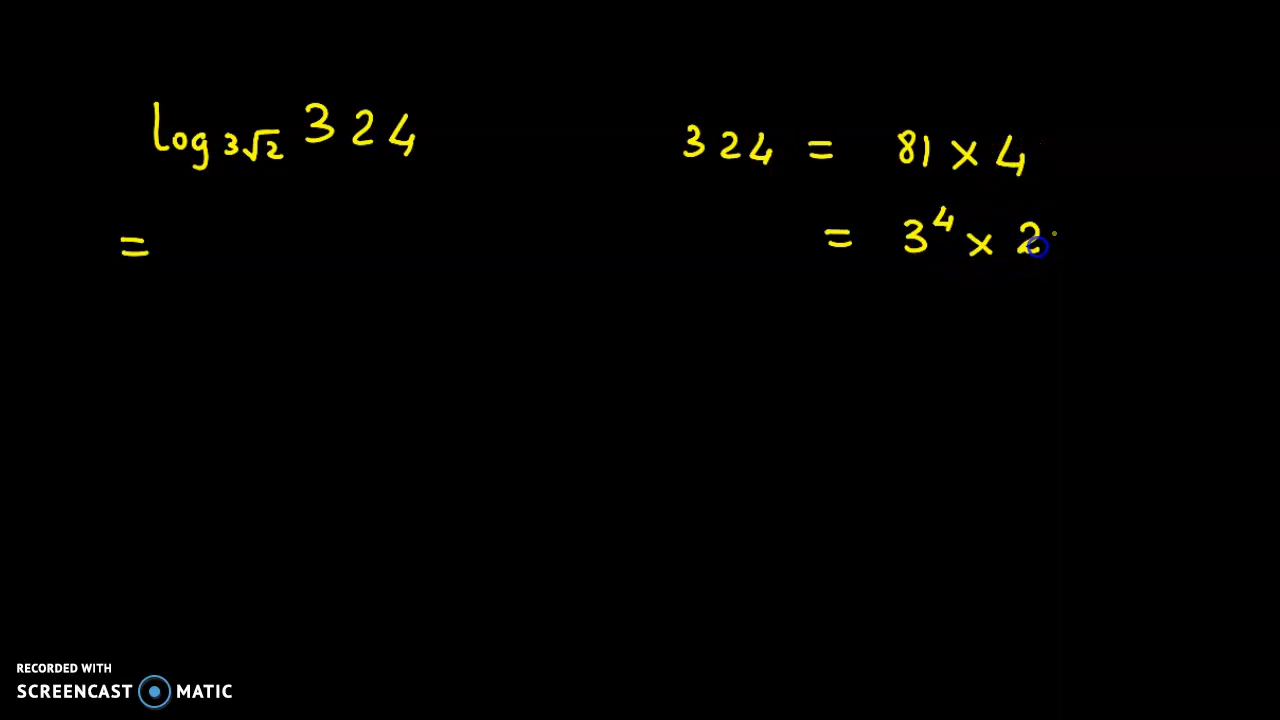 log₃√₂ 324
324 = 81 × 4
=
= 3⁴ × 2
RECORDED WITH
SCREENCAST MATIC